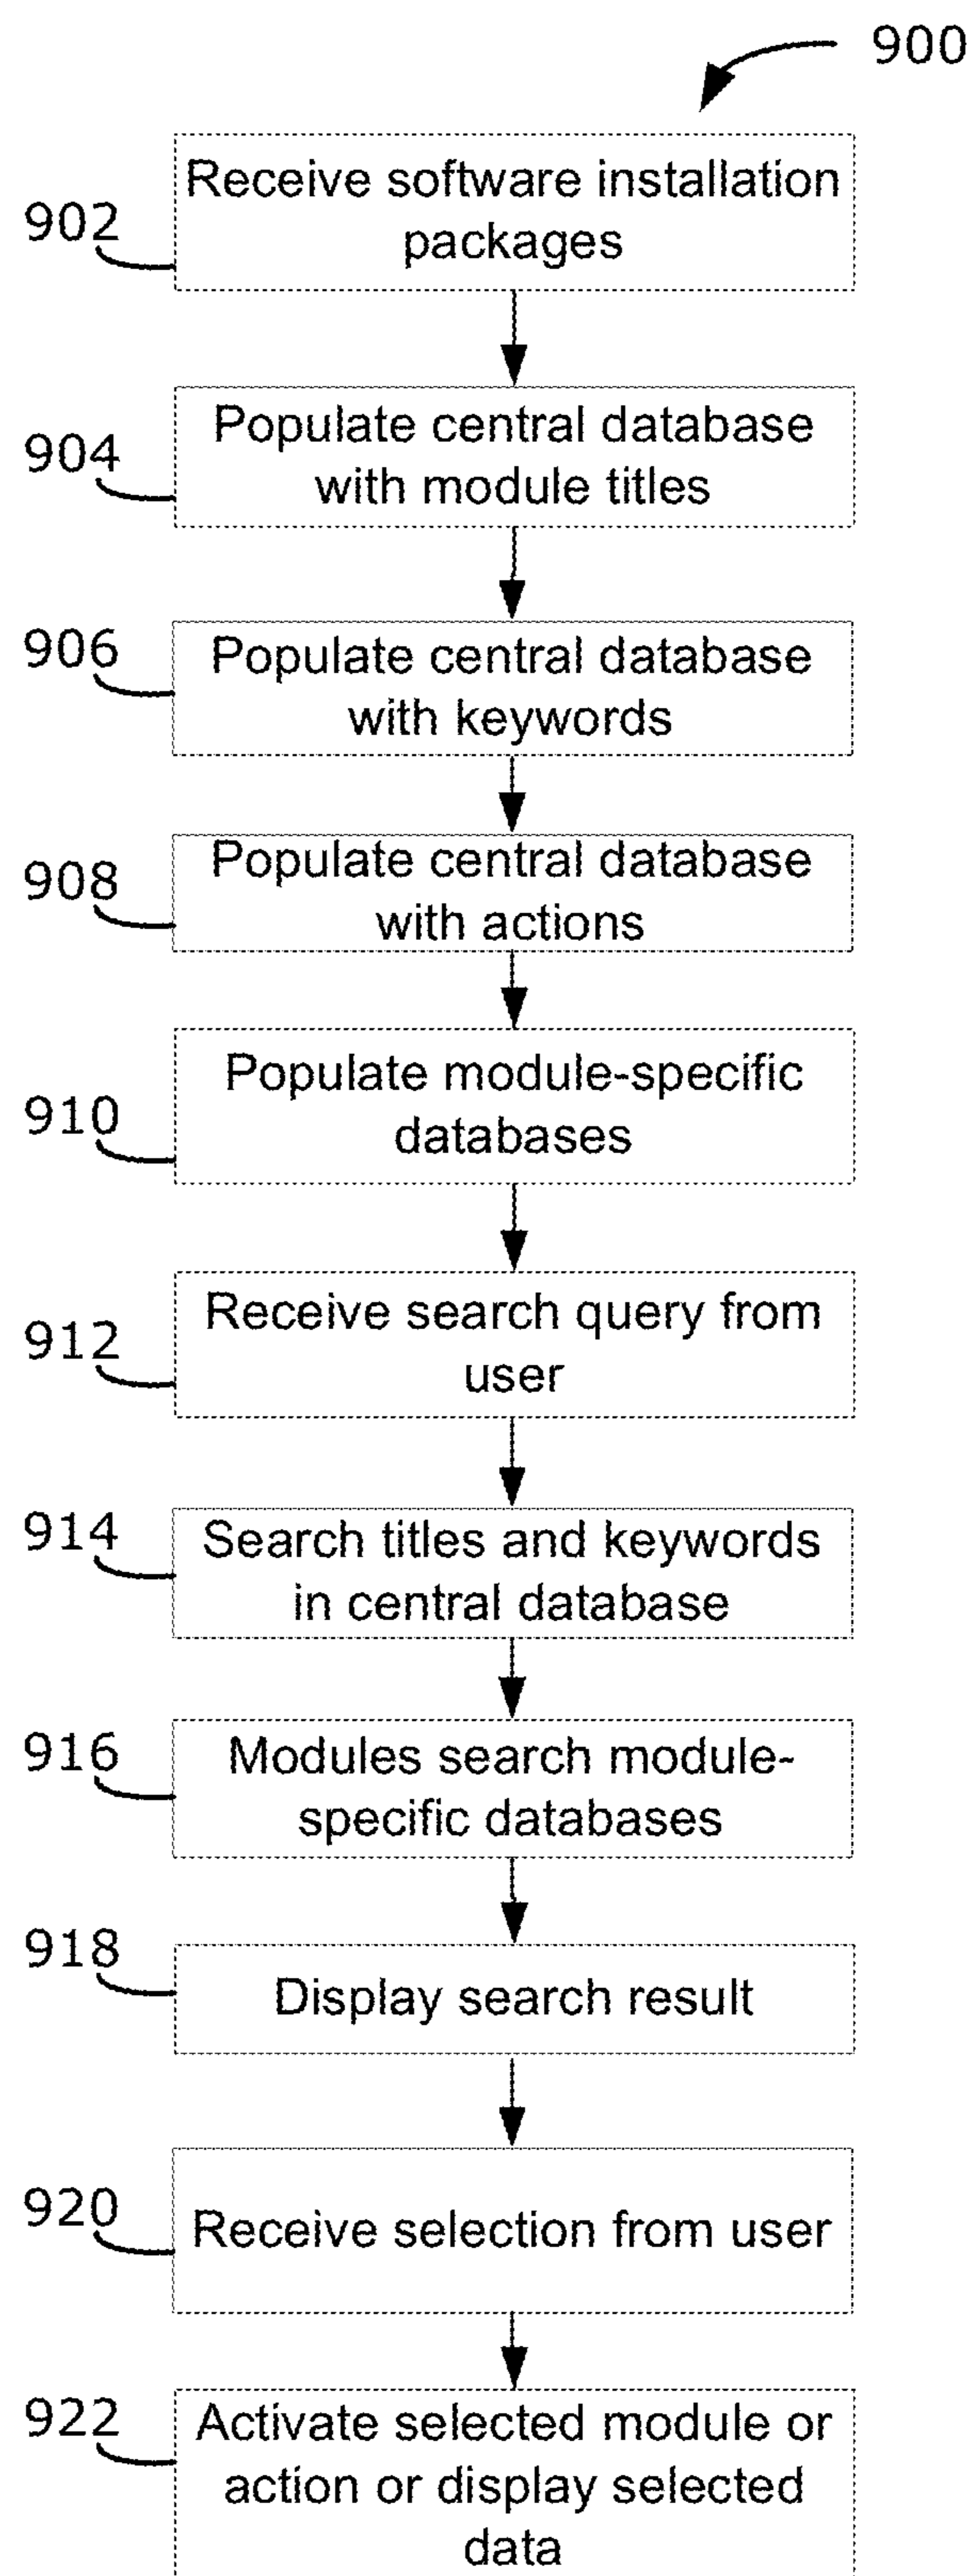 900
902
Receive software installation
packages
904
Populate central database
with module titles
906
Populate central database
with keywords
908
Populate central database
with actions
910
Populate module-specific
databases
912
Receive search query from
user
914
Search titles and keywords
in central database
916
Modules search module-
specific databases
918
Display search result
920
Receive selection from user
922
Activate selected module or
action or display selected
data